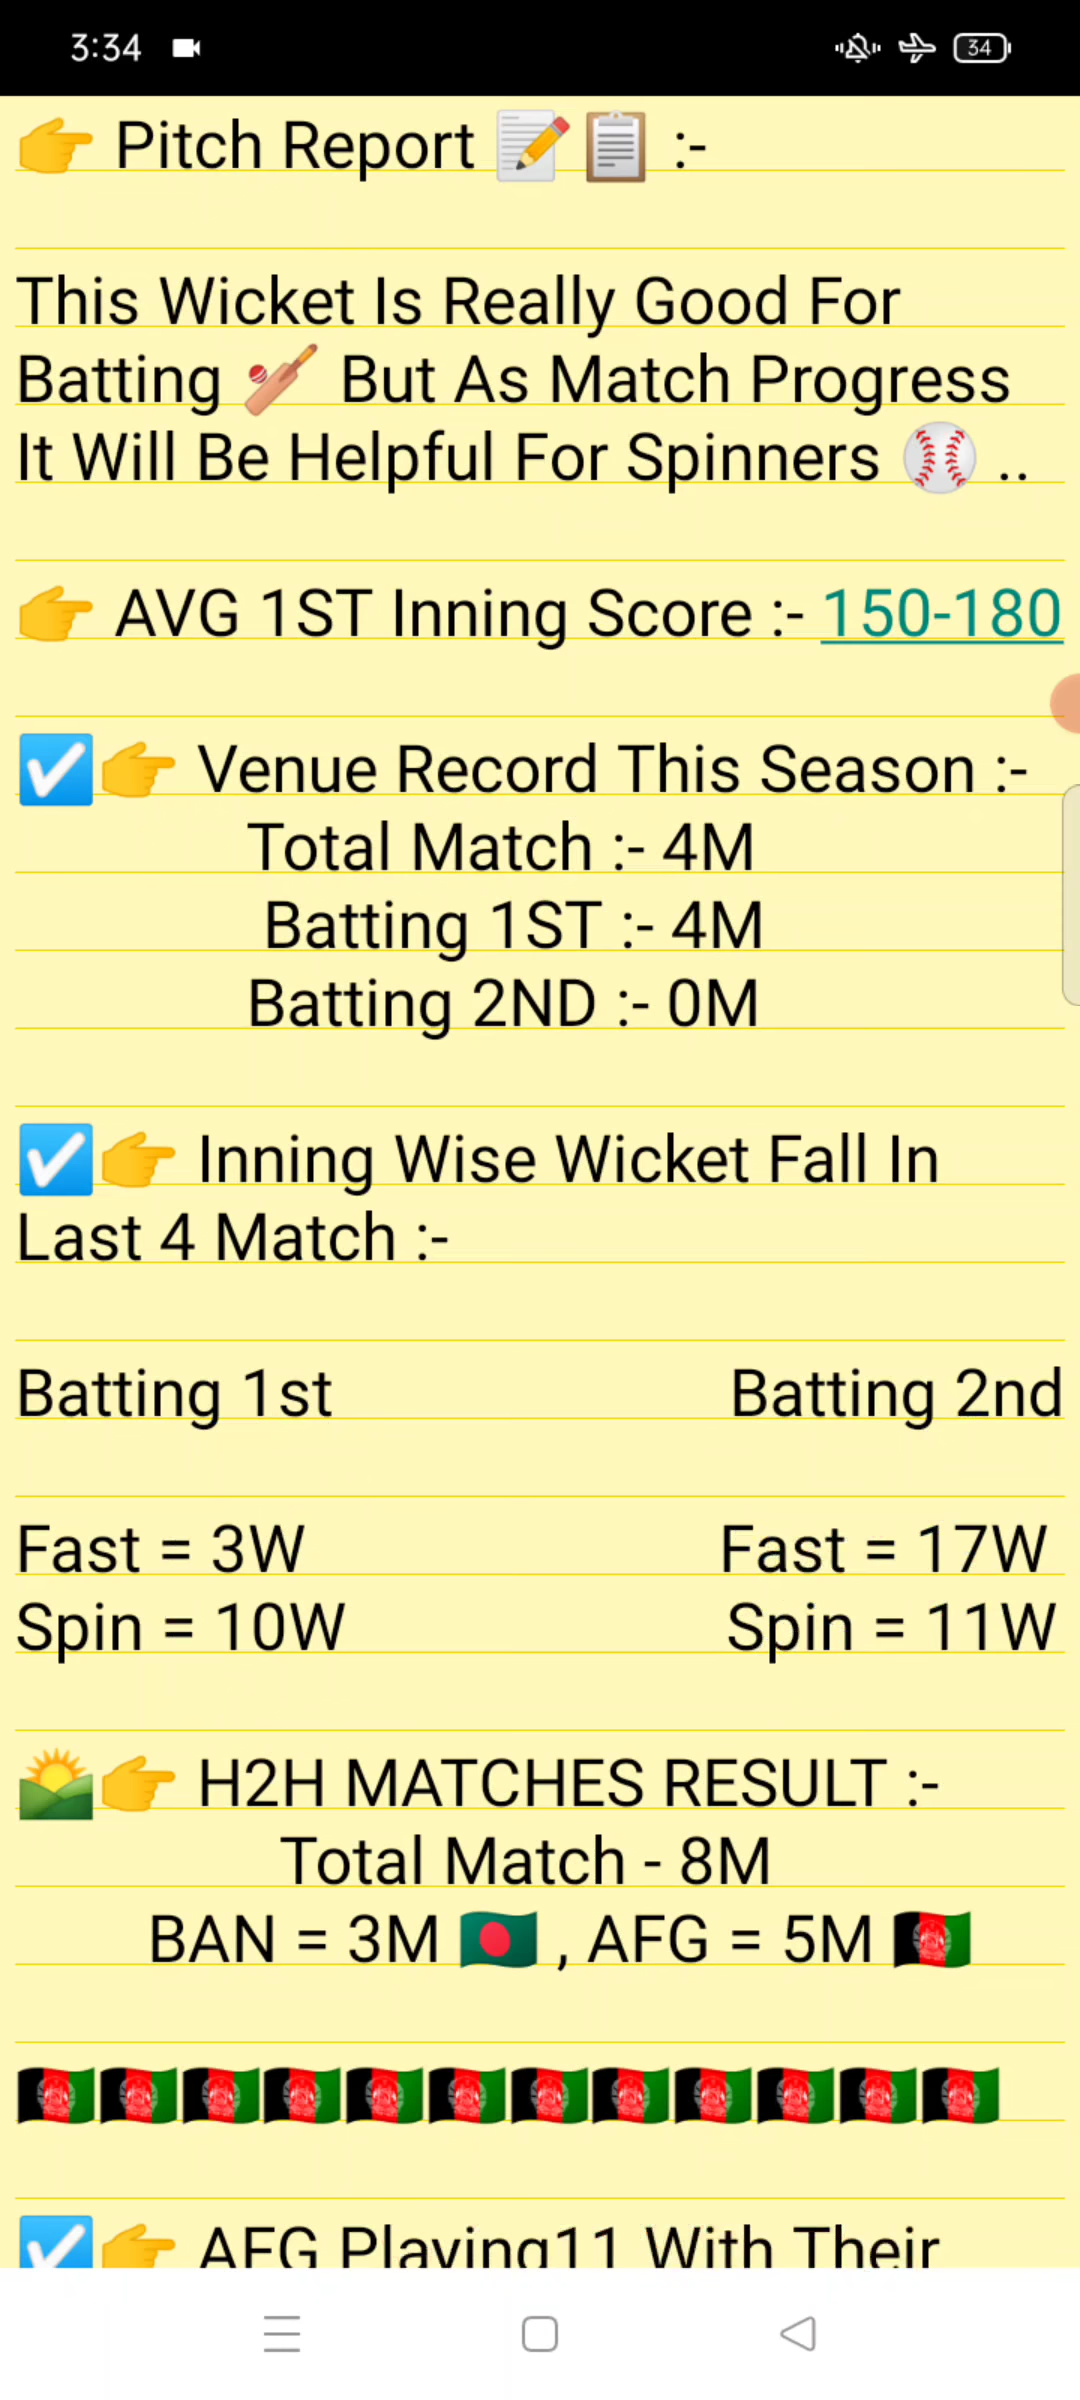 3:34
34
👉 Pitch Report 📝📋 :-
This Wicket Is Really Good For
Batting 🏏 But As Match Progress
It Will Be Helpful For Spinners ⚾ ..
👉 AVG 1ST Inning Score :- 150-180
☑👉 Venue Record This Season :-
Total Match :- 4M
Batting 1ST :- 4M
Batting 2ND :- 0M
☑👉 Inning Wise Wicket Fall In
Last 4 Match :-
Batting 1st Batting 2nd
Fast = 3W Fast = 17W
Spin = 10W Spin = 11W
🌄👉 H2H MATCHES RESULT :-
Total Match - 8M
BAN = 3M 🇧🇩 , AFG = 5M 🇦🇫
🇦🇫🇦🇫🇦🇫🇦🇫🇦🇫🇦🇫🇦🇫🇦🇫🇦🇫🇦🇫🇦🇫🇦🇫
☑👉 AFG Playing11 With Their